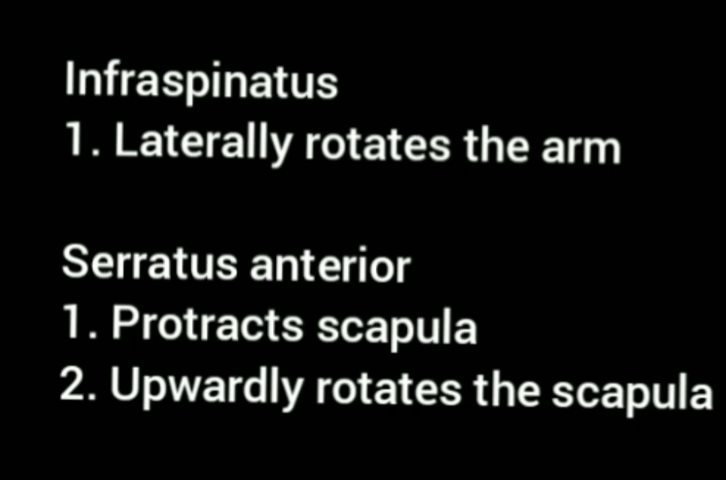 Infraspinatus
1. Laterally rotates the arm
Serratus anterior
1. Protracts scapula
2. Upwardly rotates the scapula